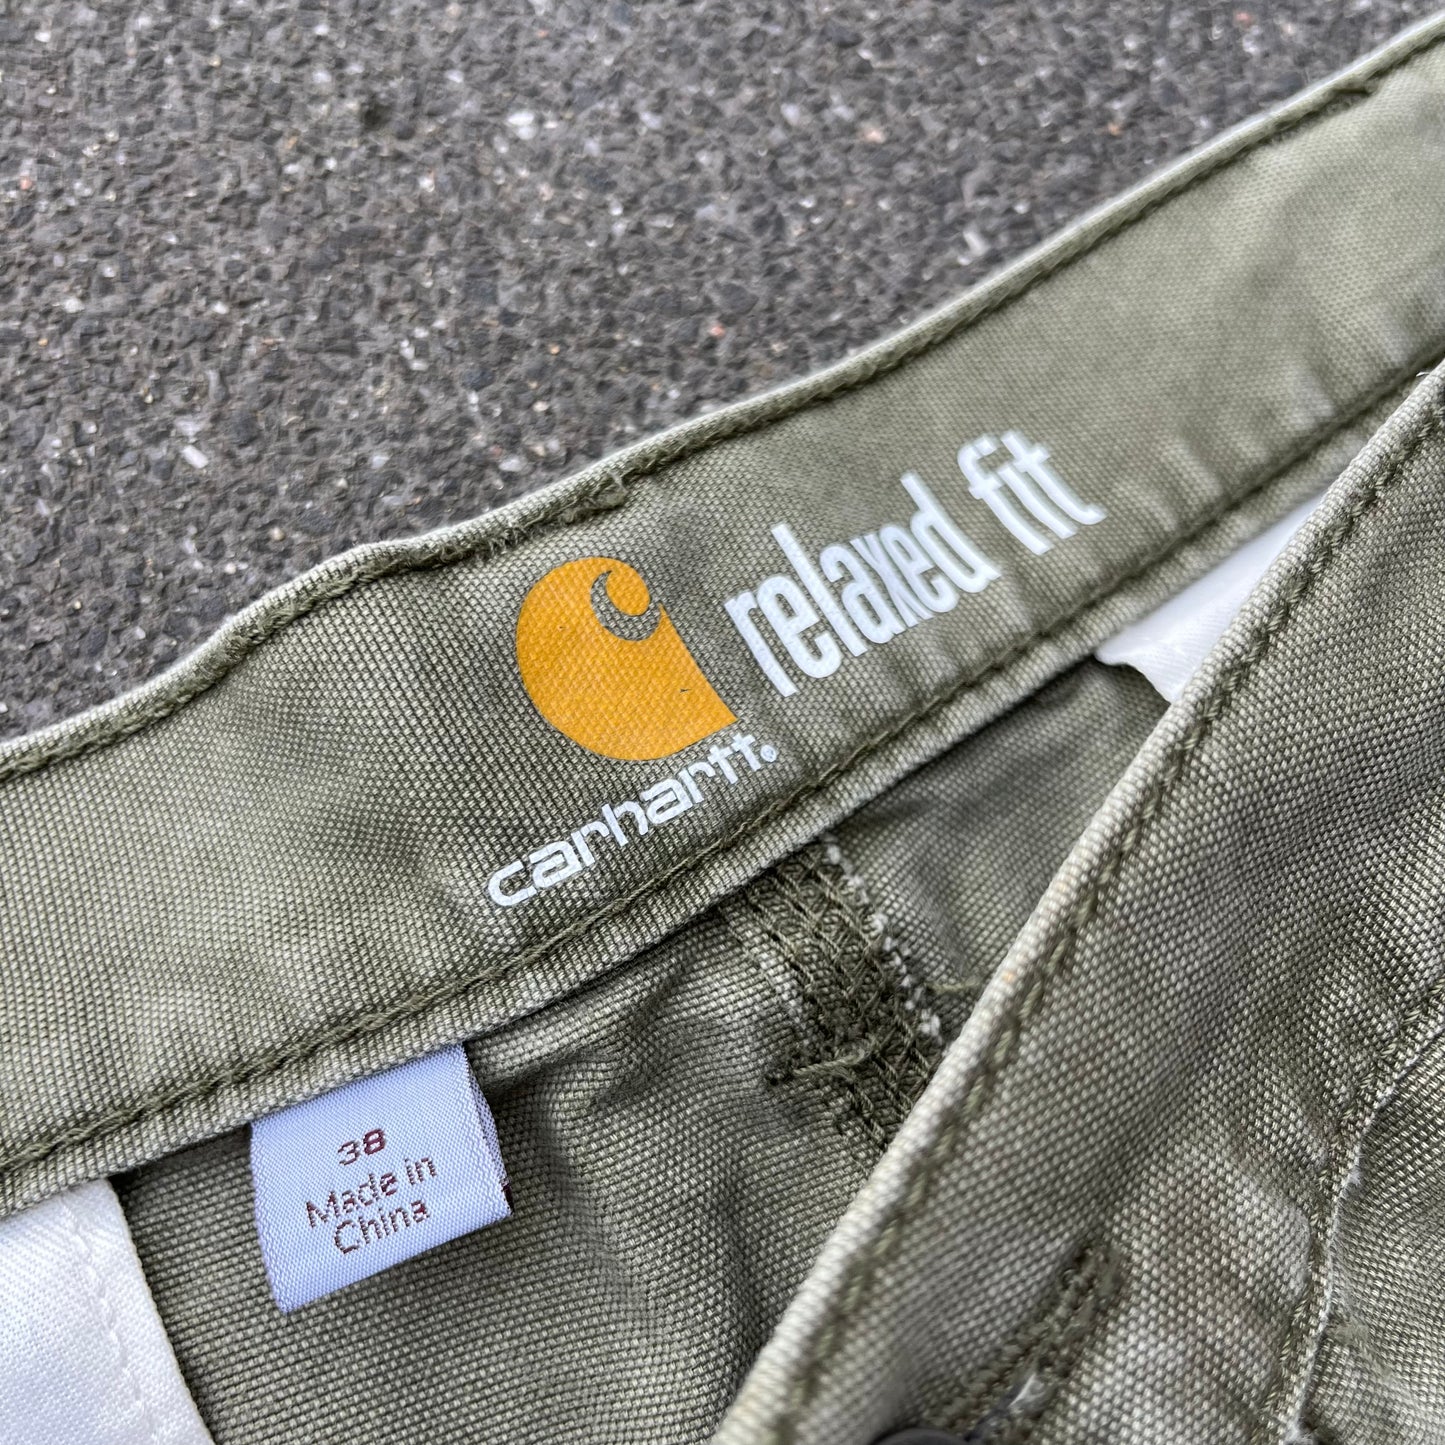 relaxed fit
carhartt®
38
Made in
China